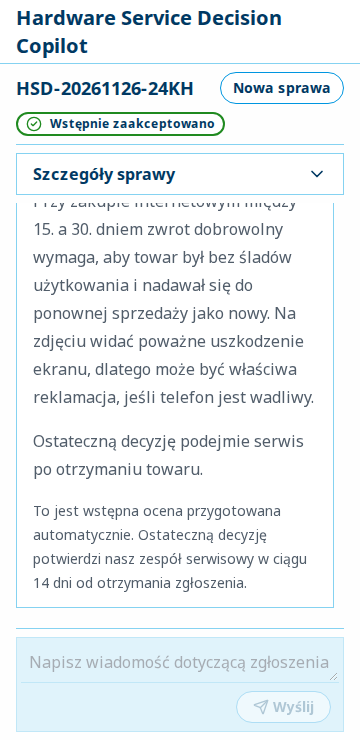 Hardware Service Decision
Copilot
HSD-20261126-24KH
Nowa sprawa
Wstępnie zaakceptowano
Szczegóły sprawy
Przy zakupie internetowym między
15. a 30. dniem zwrot dobrowolny
wymaga, aby towar był bez śladów
użytkowania i nadawał się do
ponownej sprzedaży jako nowy. Na
zdjęciu widać poważne uszkodzenie
ekranu, dlatego może być właściwa
reklamacja, jeśli telefon jest wadliwy.
Ostateczną decyzję podejmie serwis
po otrzymaniu towaru.
To jest wstępna ocena przygotowana
automatycznie. Ostateczną decyzję
potwierdzi nasz zespół serwisowy w ciągu
14 dni od otrzymania zgłoszenia.
Napisz wiadomość dotyczącą zgłoszenia
Wyślij